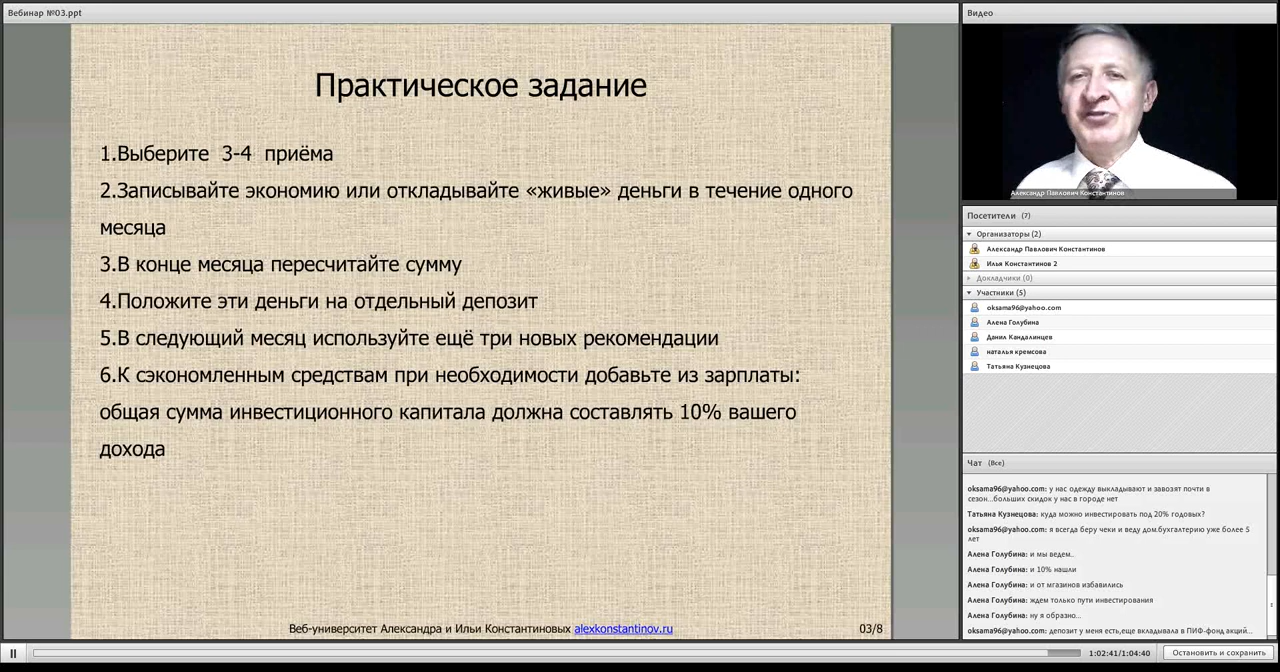 Вебинар №03.ppt
Практическое задание
1.Выберите 3-4 приёма
2.Записывайте экономию или откладывайте «живые» деньги в течение одного
месяца
3.В конце месяца пересчитайте сумму
4.Положите эти деньги на отдельный депозит
5.В следующий месяц используйте ещё три новых рекомендации
6.К сэкономленным средствам при необходимости добавьте из зарплаты:
общая сумма инвестиционного капитала должна составлять 10% вашего
дохода
Веб-университет Александра и Ильи Константиновых alexkonstantinov.ru
03/8
Видео
Александр Павлович Константинов
Посетители (7)
Организаторы (2)
Александр Павлович Константинов
Илья Константинов 2
Докладчики (0)
Участники (5)
oksama96@yahoo.com
Алена Голубина
Данил Кандалинцев
наталья кремсова
Татьяна Кузнецова
Чат (Все)
oksama96@yahoo.com: у нас одежду выкладывают и завозят почти в
сезон...больших скидок у нас в городе нет
Татьяна Кузнецова: куда можно инвестировать под 20% годовых?
oksama96@yahoo.com: я всегда беру чеки и веду дом.бухгалтерию уже более 5
лет
Алена Голубина: и мы ведем..
Алена Голубина: и 10% нашли
Алена Голубина: и от мгазинов избавились
Алена Голубина: ждем только пути инвестирования
Алена Голубина: ну я образно...
oksama96@yahoo.com: депозит у меня есть,еще вкладывала в ПИФ-фонд акций...
1:02:41/1:04:40
Остановить и сохранить